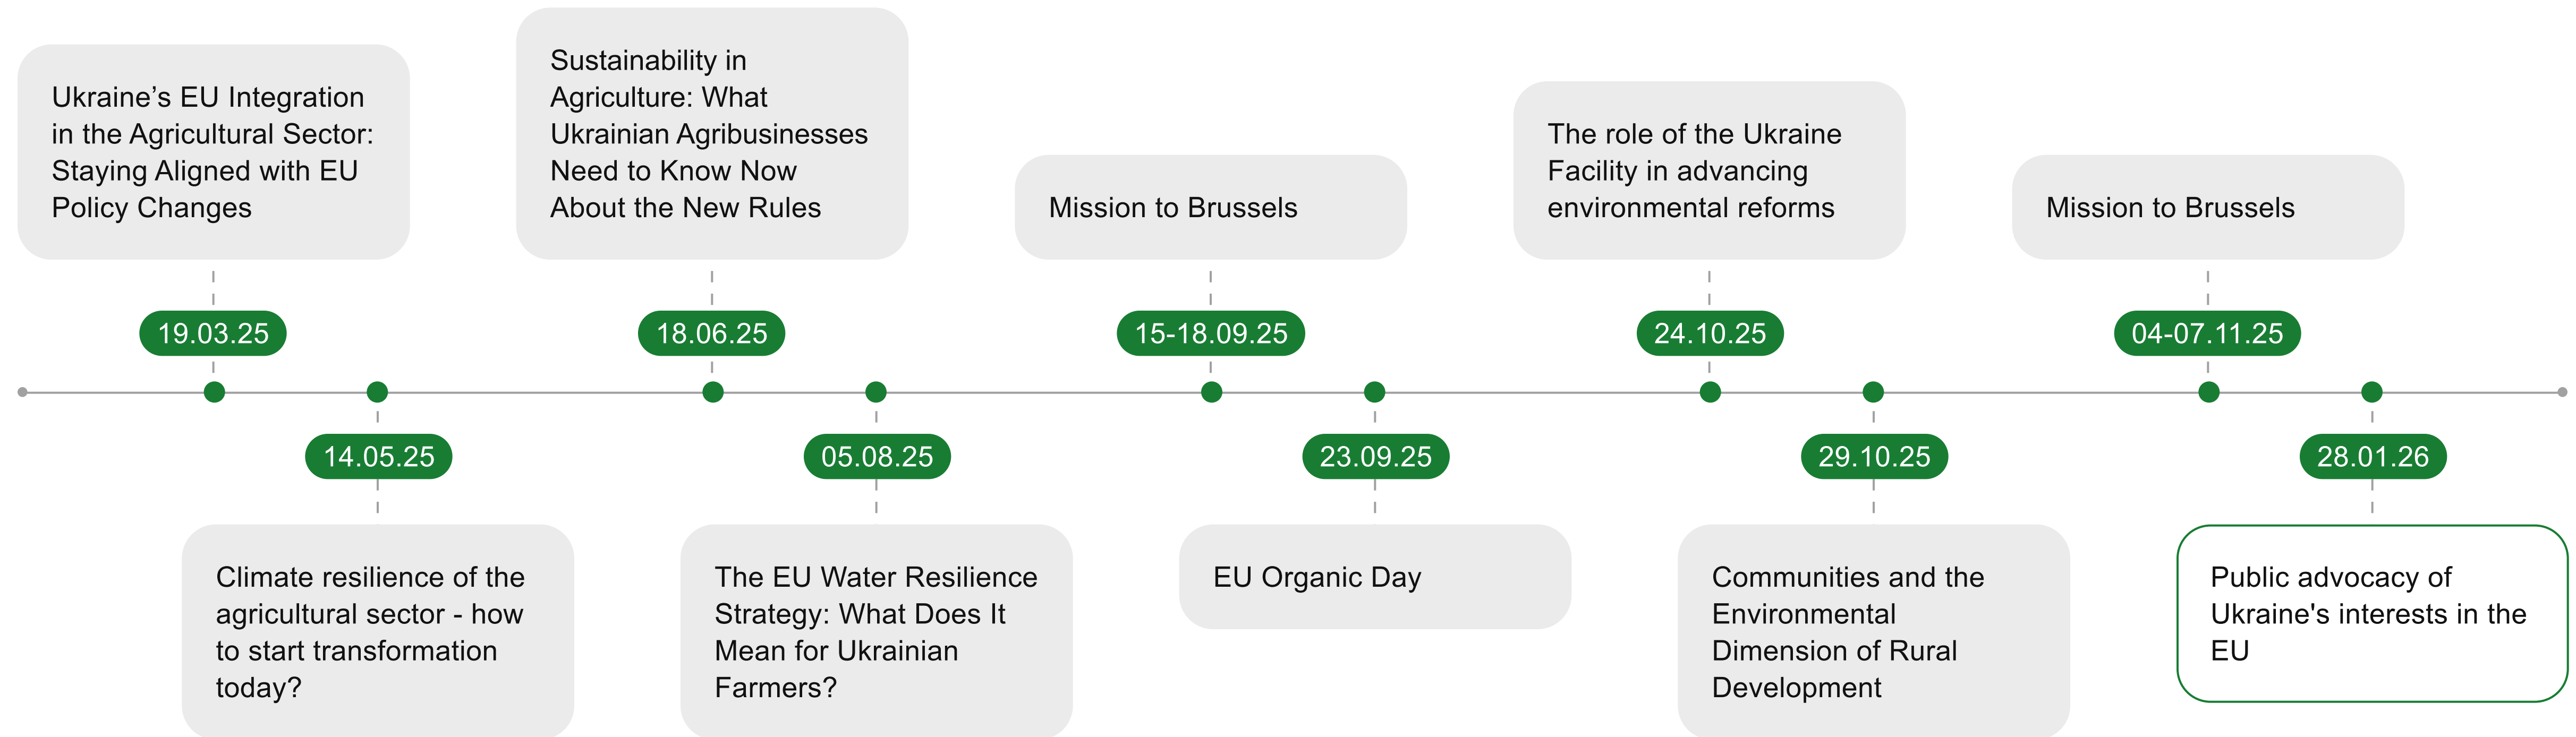 Ukraine’s EU Integration
in the Agricultural Sector:
Staying Aligned with EU
Policy Changes
19.03.25
14.05.25
Climate resilience of the
agricultural sector - how
to start transformation
today?
Sustainability in
Agriculture: What
Ukrainian Agribusinesses
Need to Know Now
About the New Rules
18.06.25
05.08.25
The EU Water Resilience
Strategy: What Does It
Mean for Ukrainian
Farmers?
Mission to Brussels
15-18.09.25
23.09.25
EU Organic Day
The role of the Ukraine
Facility in advancing
environmental reforms
24.10.25
29.10.25
Communities and the
Environmental
Dimension of Rural
Development
Mission to Brussels
04-07.11.25
28.01.26
Public advocacy of
Ukraine's interests in the
EU